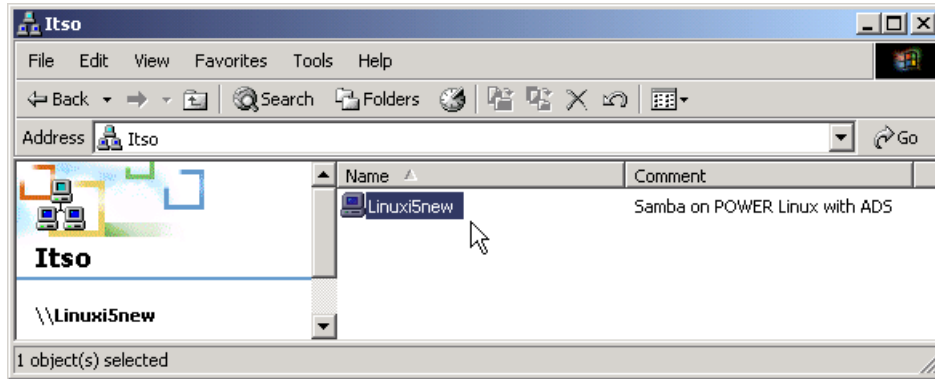 Itso
File Edit View Favorites Tools Help
Back Search Folders
Address Itso Go
Name Comment
Linuxi5new Samba on POWER Linux with ADS
Itso
\\Linuxi5new
1 object(s) selected